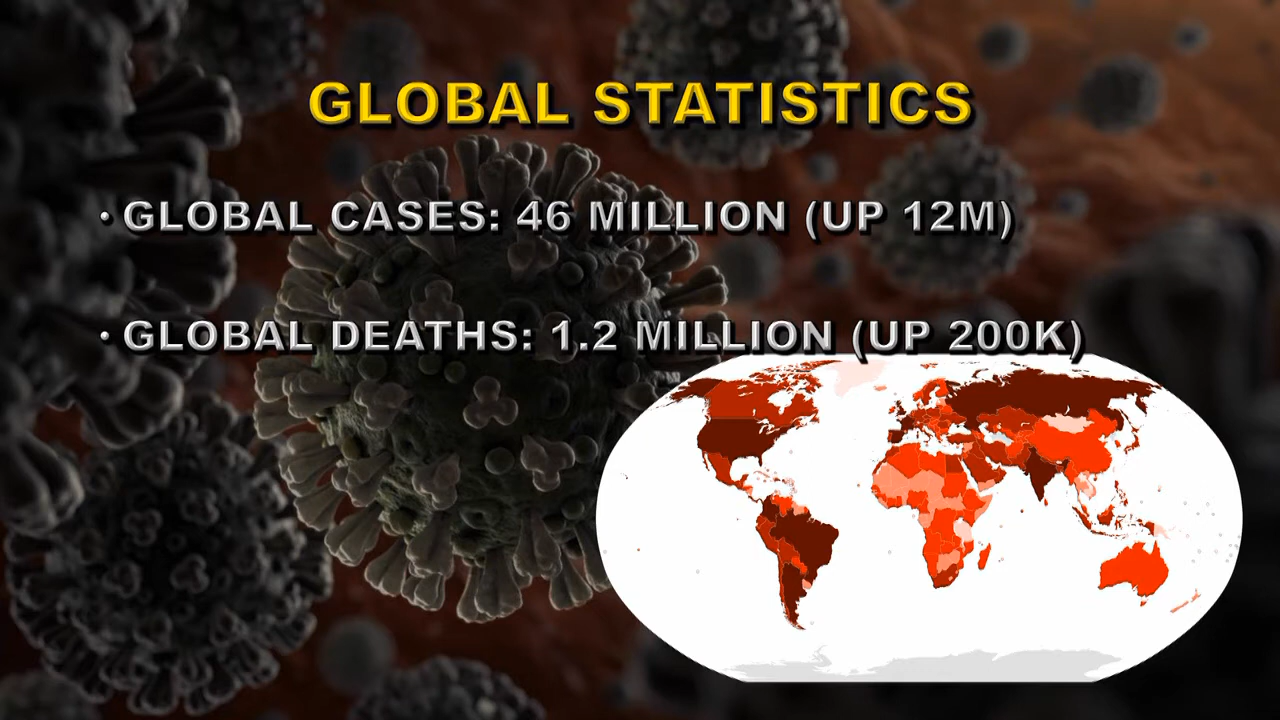 GLOBAL STATISTICS
• GLOBAL CASES: 46 MILLION (UP 12M)
• GLOBAL DEATHS: 1.2 MILLION (UP 200K)